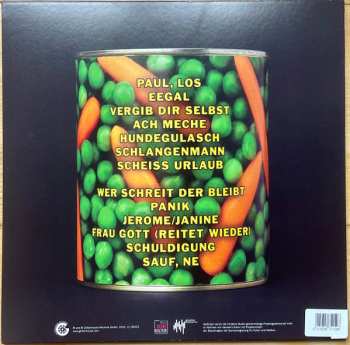 PAUL, LOS
EEGAL
VERGIB DIR SELBST
ACH MECHE
HUNDEGULASCH
SCHLANGENMANN
SCHEISS URLAUB
WER SCHREIT DER BLEIBT
PANIK
JEROME/JANINE
FRAU GOTT (REITET WIEDER)
SCHULDIGUNG
SAUF, NE